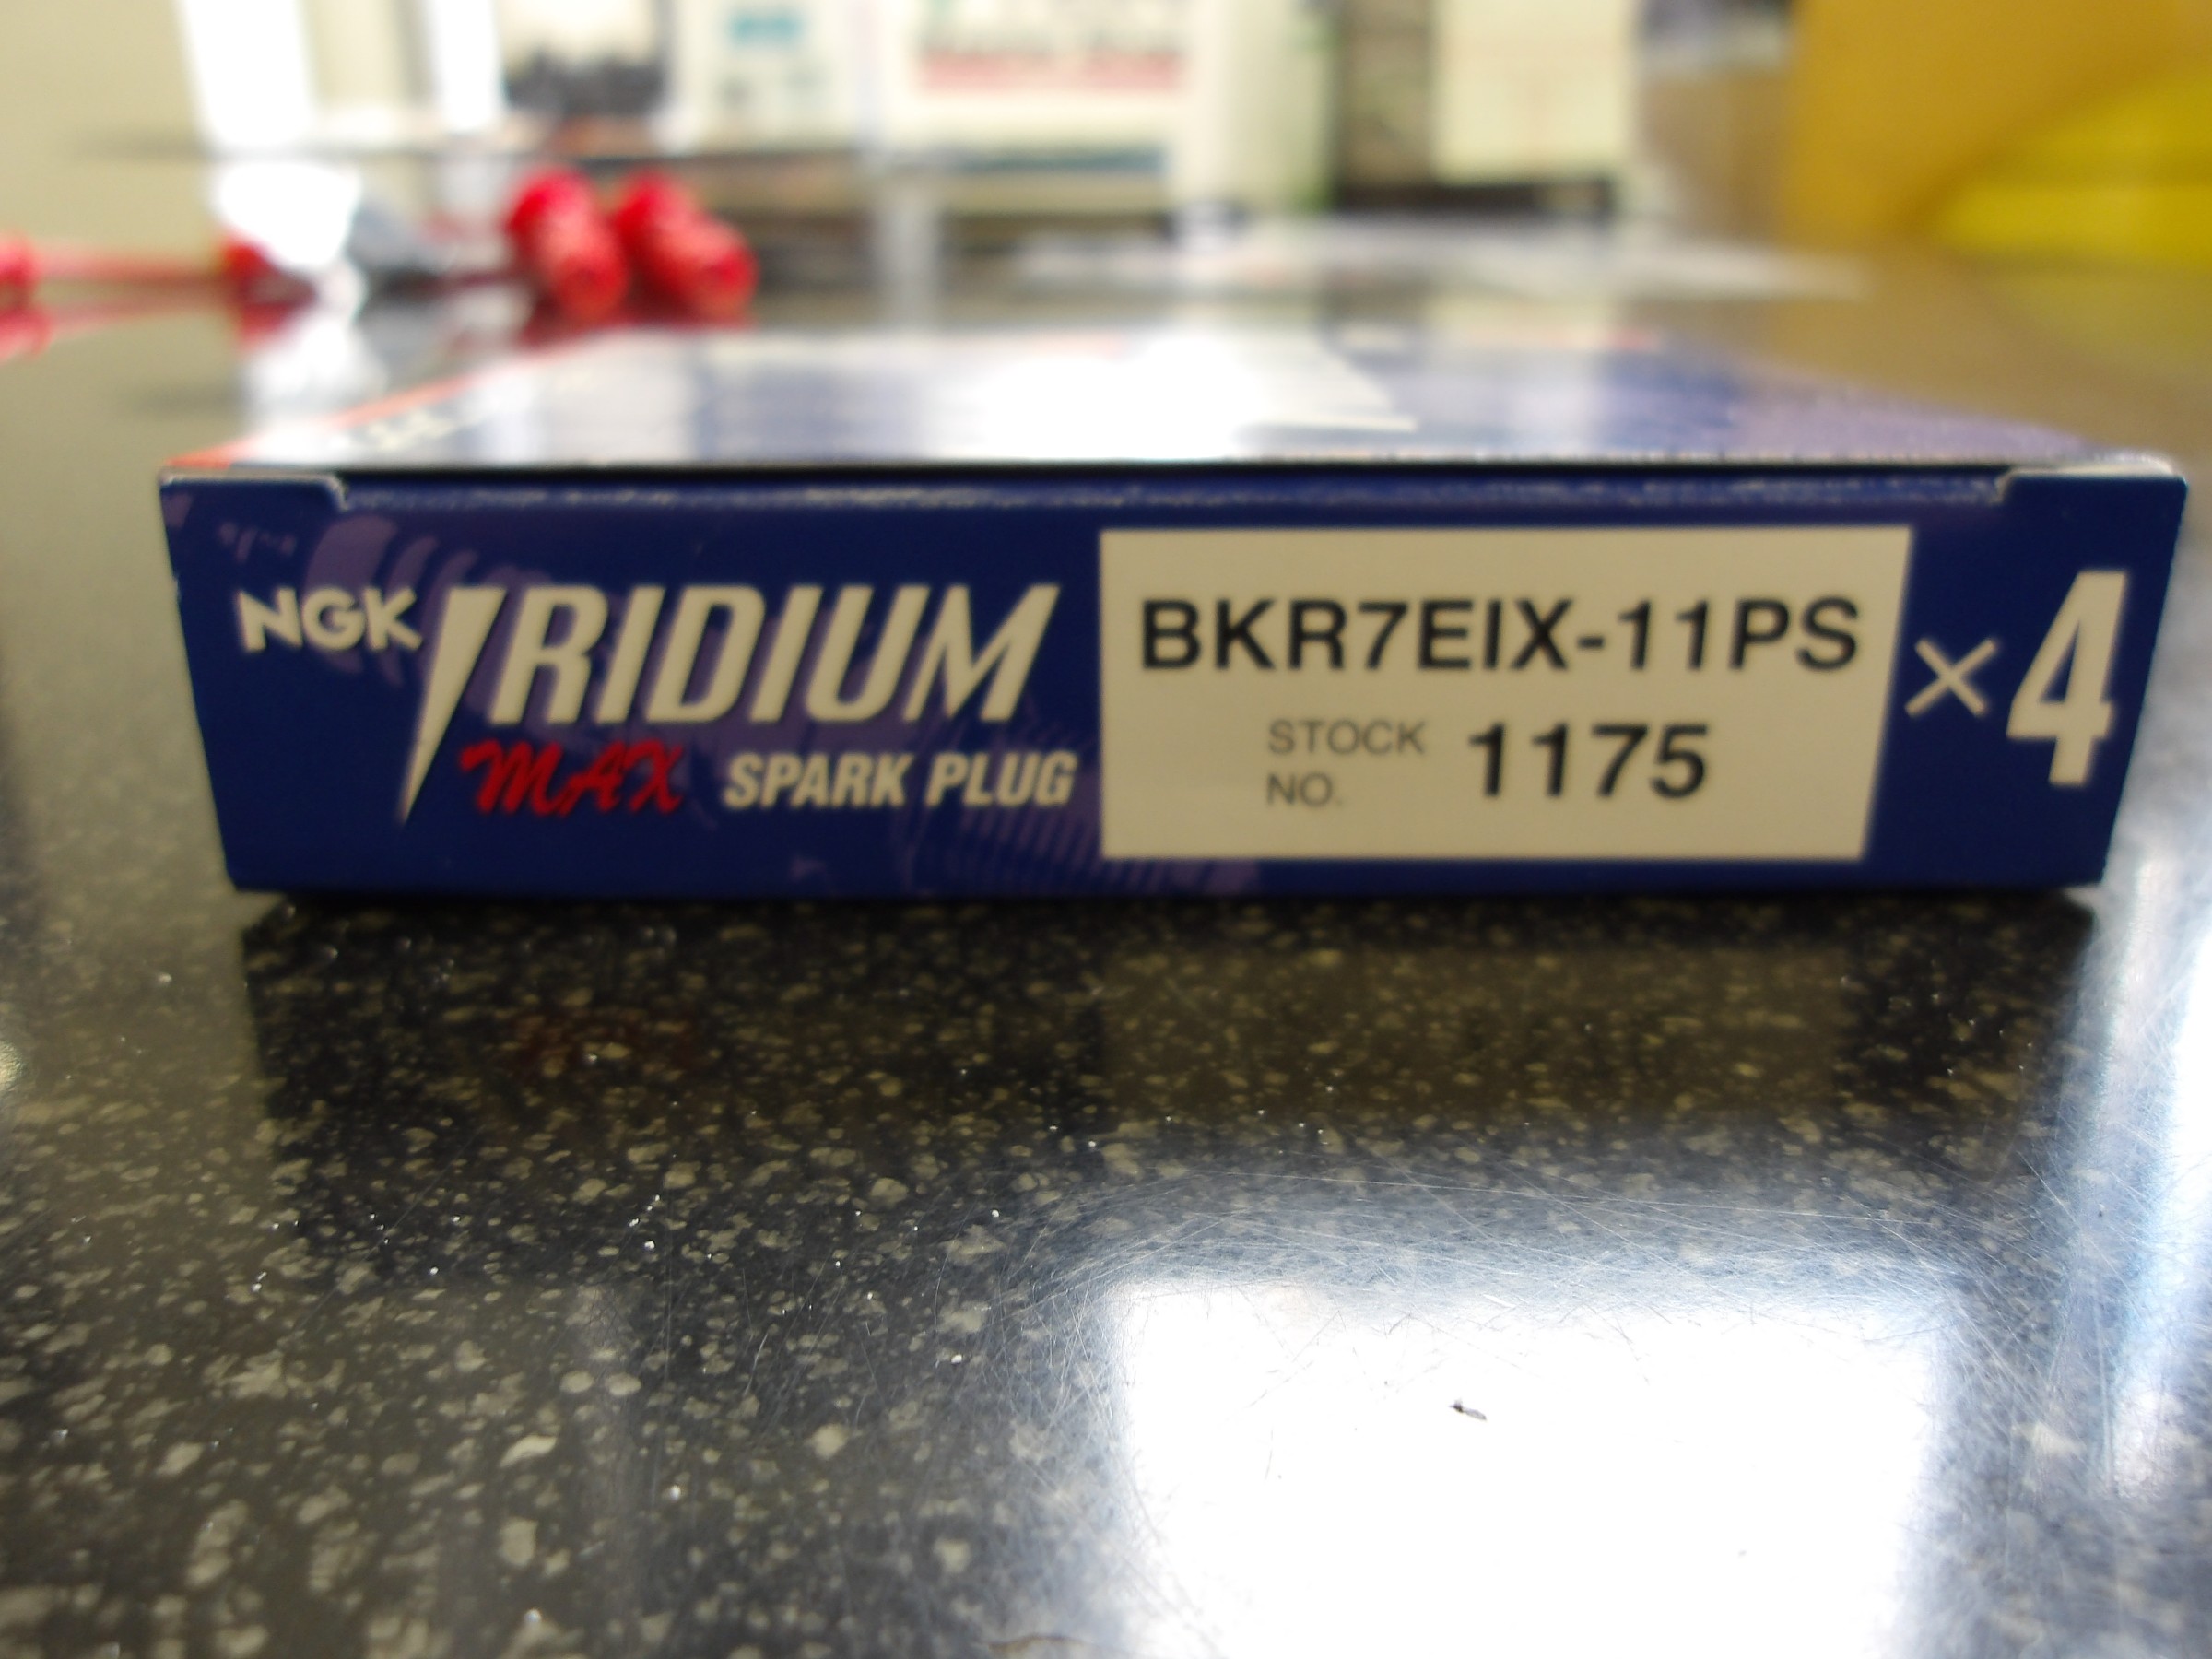 NGK IRIDIUM
MAX SPARK PLUG
BKR7EIX-11PS
STOCK NO. 1175
×4